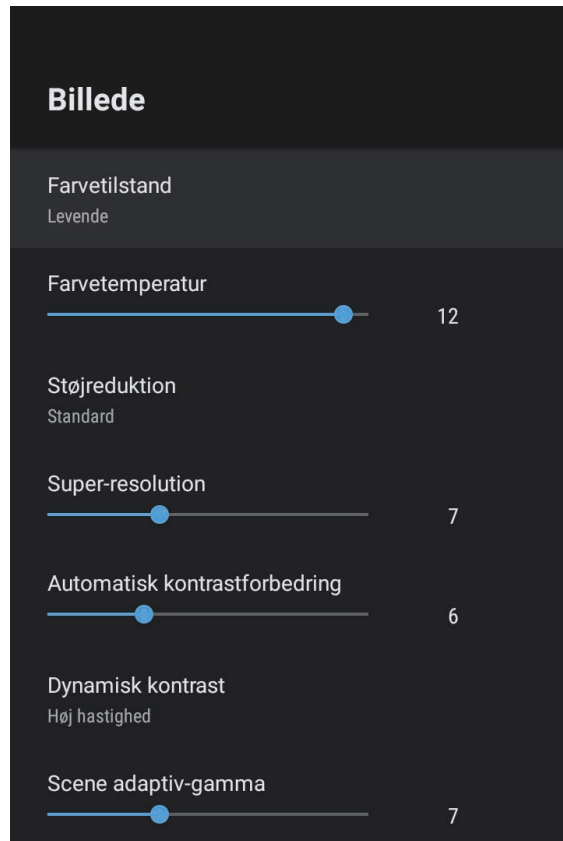 Billede
Farvetilstand
Levende
Farvetemperatur
12
Støjreduktion
Standard
Super-resolution
7
Automatisk kontrastforbedring
6
Dynamisk kontrast
Høj hastighed
Scene adaptiv-gamma
7